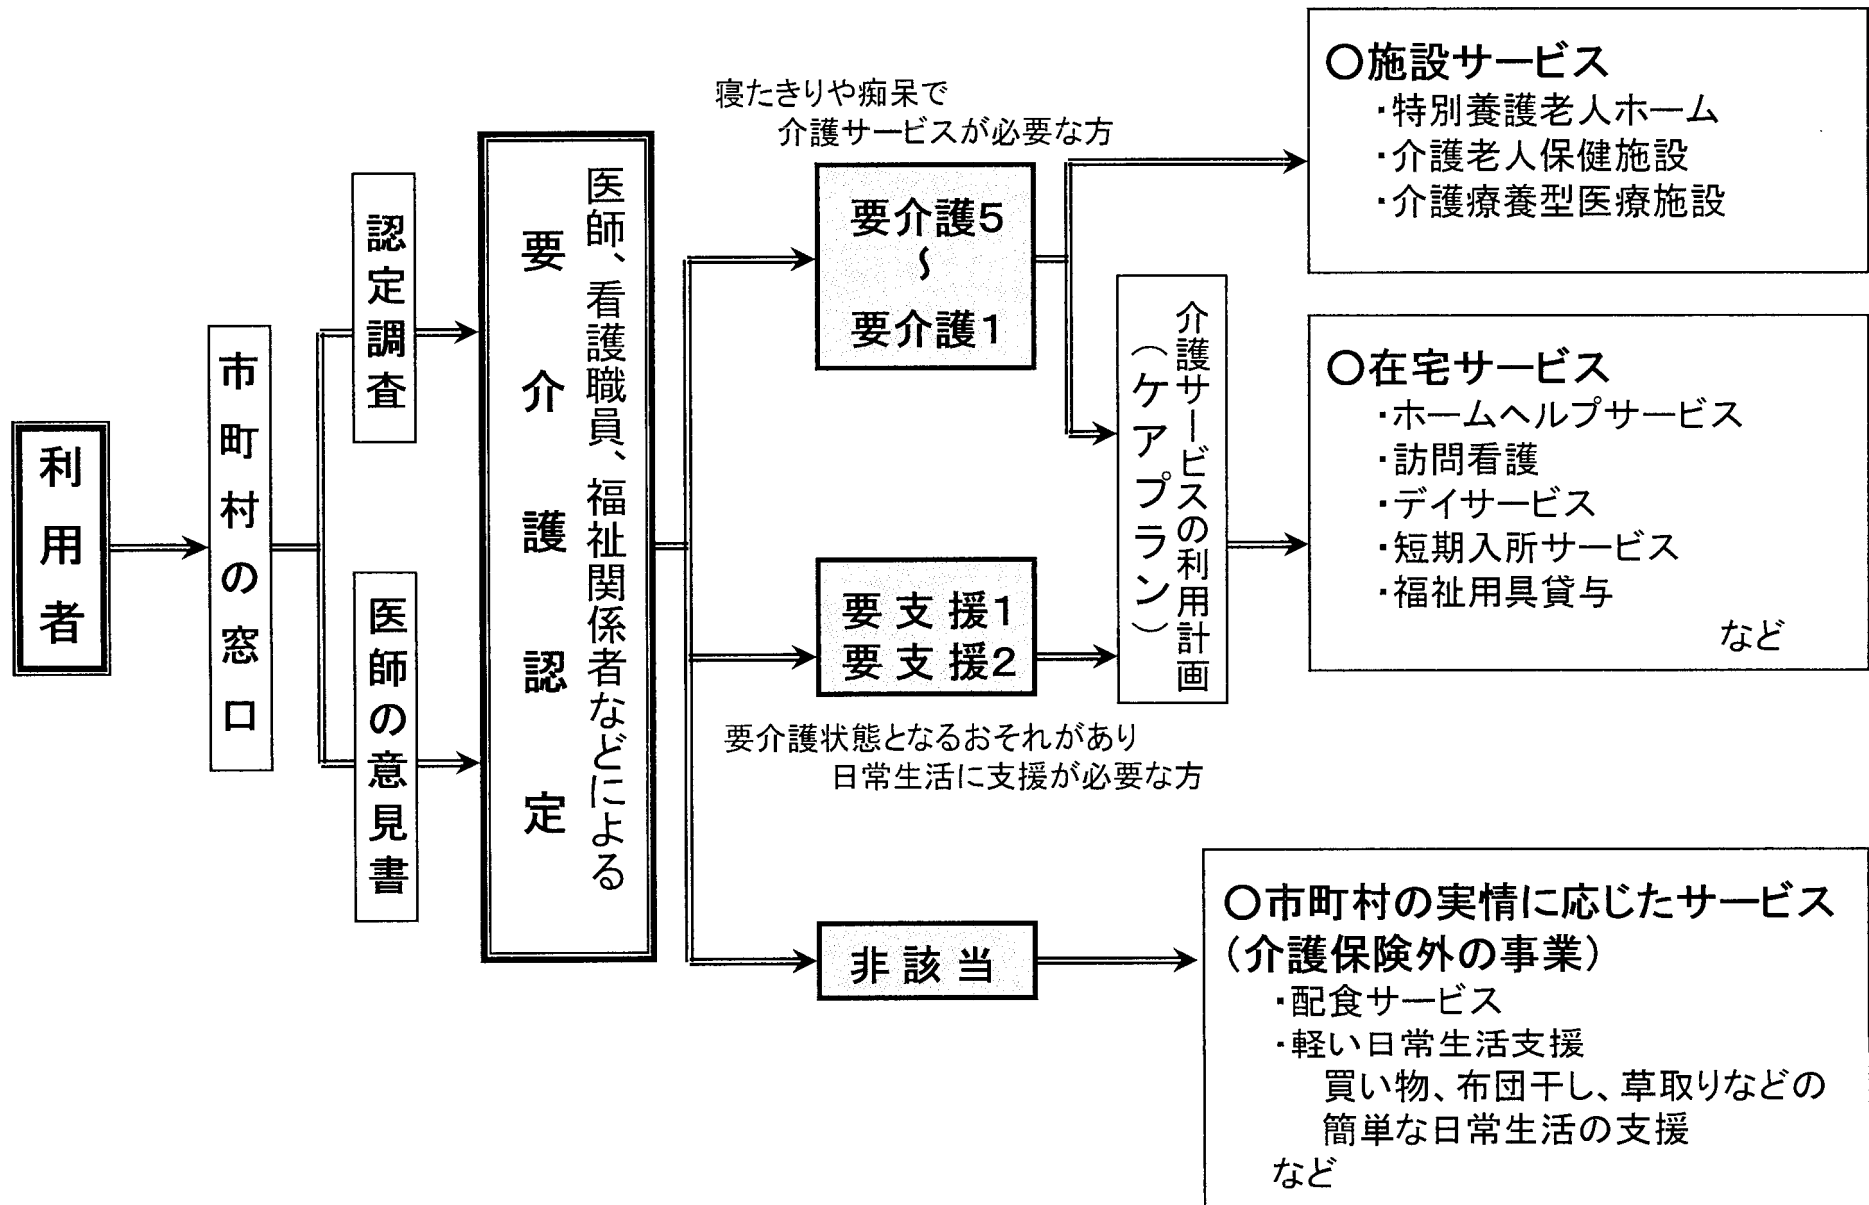 利用者
市町村の窓口
認定調査
医師の意見書
医師、看護職員、福祉関係者などによる
要介護認定
寝たきりや痴呆で
介護サービスが必要な方
要介護5
～
要介護1
要支援1
要支援2
要介護状態となるおそれがあり
日常生活に支援が必要な方
非該当
介護サービスの利用計画
（ケアプラン）
○施設サービス
・特別養護老人ホーム
・介護老人保健施設
・介護療養型医療施設
○在宅サービス
・ホームヘルプサービス
・訪問看護
・デイサービス
・短期入所サービス
・福祉用具貸与
など
○市町村の実情に応じたサービス
（介護保険外の事業）
・配食サービス
・軽い日常生活支援
買い物、布団干し、草取りなどの
簡単な日常生活の支援
など